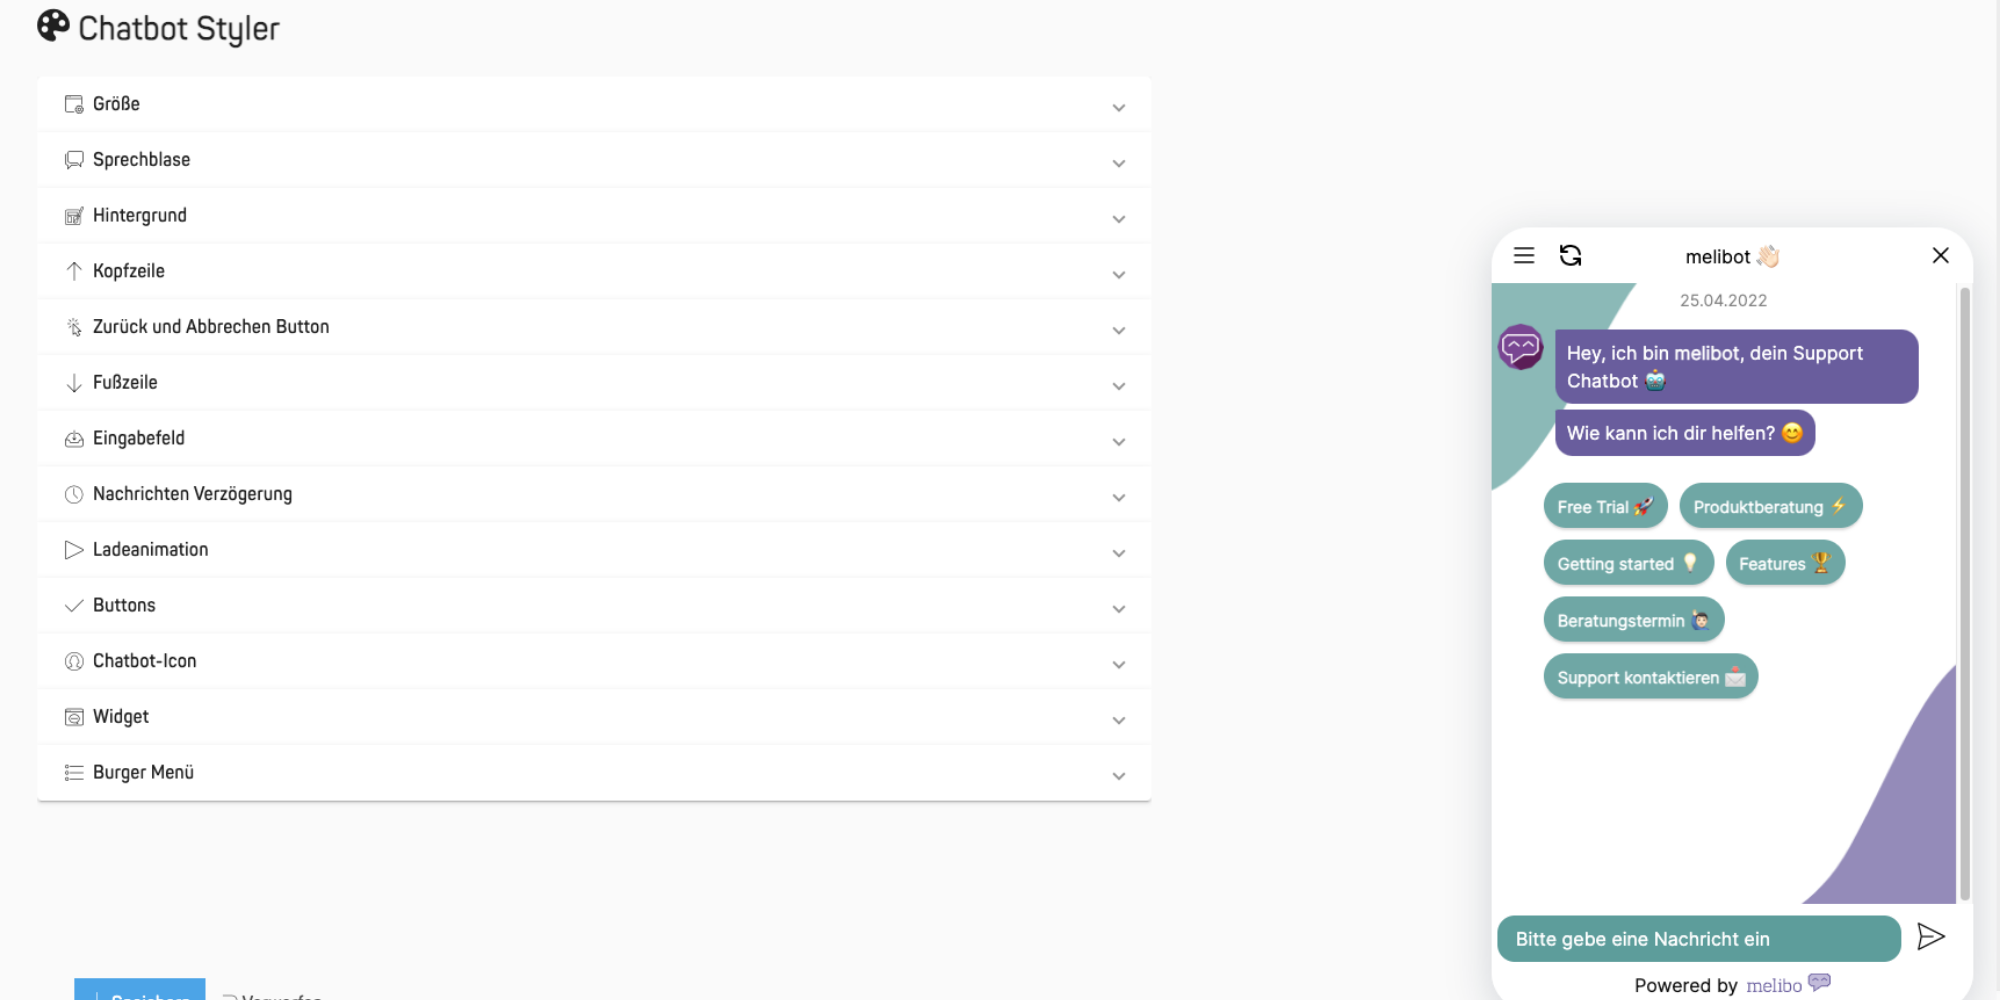 Chatbot Styler
Größe
Sprechblase
Hintergrund
Kopfzeile
Zurück und Abbrechen Button
Fußzeile
Eingabefeld
Nachrichten Verzögerung
Ladeanimation
Buttons
Chatbot-Icon
Widget
Burger Menü
Speichern
Verwerfen
melibot 👋🏻
25.04.2022
Hey, ich bin melibot, dein Support
Chatbot 🤖
Wie kann ich dir helfen? 😊
Free Trial 🚀
Produktberatung ⚡
Getting started 💡
Features 🏆
Beratungstermin 🙋🏻‍♂️
Support kontaktieren 📩
Bitte gebe eine Nachricht ein
Powered by melibo